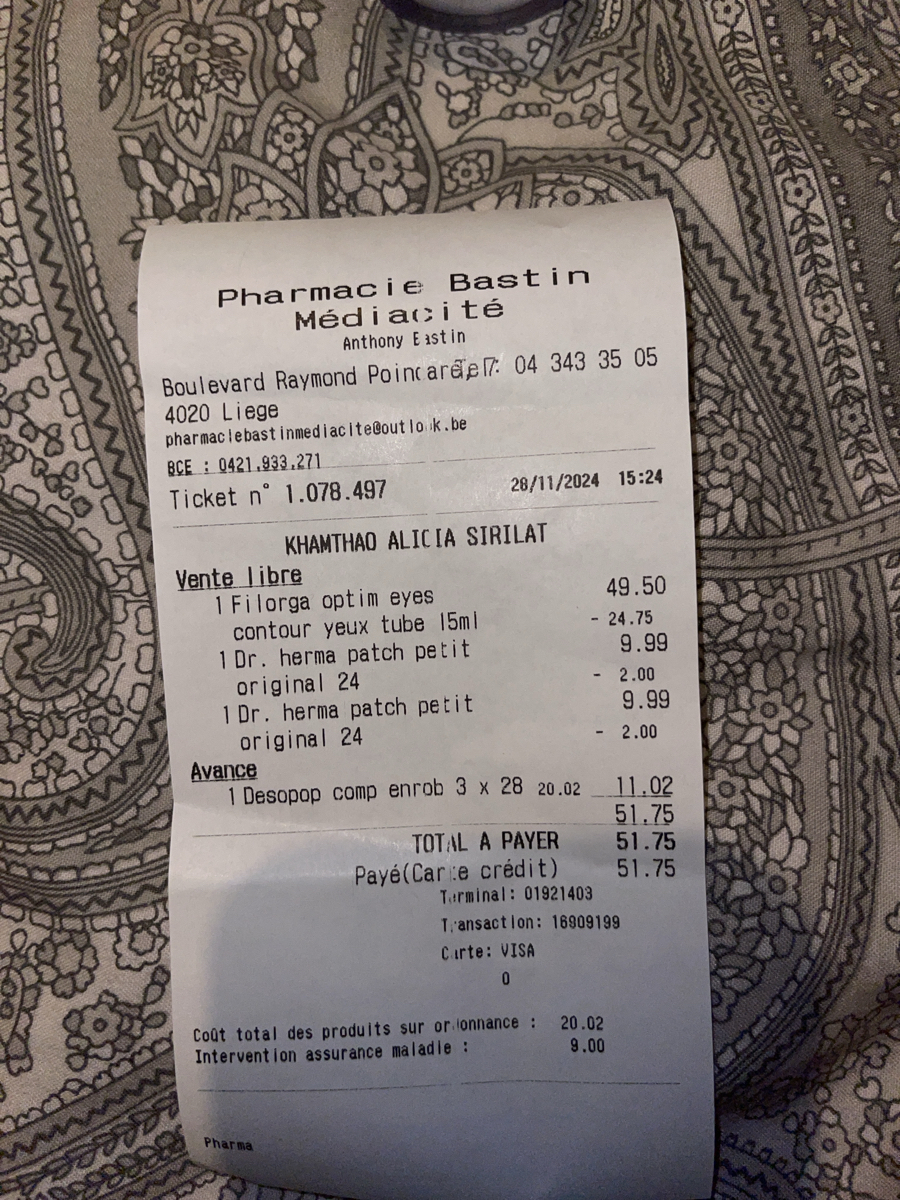 Pharmacie Bastin
Médiacité
Anthony Bastin
Boulevard Raymond Poincaré 7 Tel: 04 343 35 05
4020 Liege
pharmaciebastinmediacite@outlook.be
BCE : 0421.933.271
Ticket n° 1.078.497 28/11/2024 15:24
KHAMTHAO ALICIA SIRILAT
Vente libre
1 Filorga optim eyes 49.50
contour yeux tube 15ml - 24.75
1 Dr. herma patch petit 9.99
original 24 - 2.00
1 Dr. herma patch petit 9.99
original 24 - 2.00
Avance
1 Desopop comp enrob 3 x 28 20.02 11.02
51.75
TOTAL A PAYER 51.75
Payé(Carte crédit) 51.75
Terminal: 01921403
Transaction: 16909199
Carte: VISA
0
Coût total des produits sur ordonnance : 20.02
Intervention assurance maladie : 9.00
Pharma